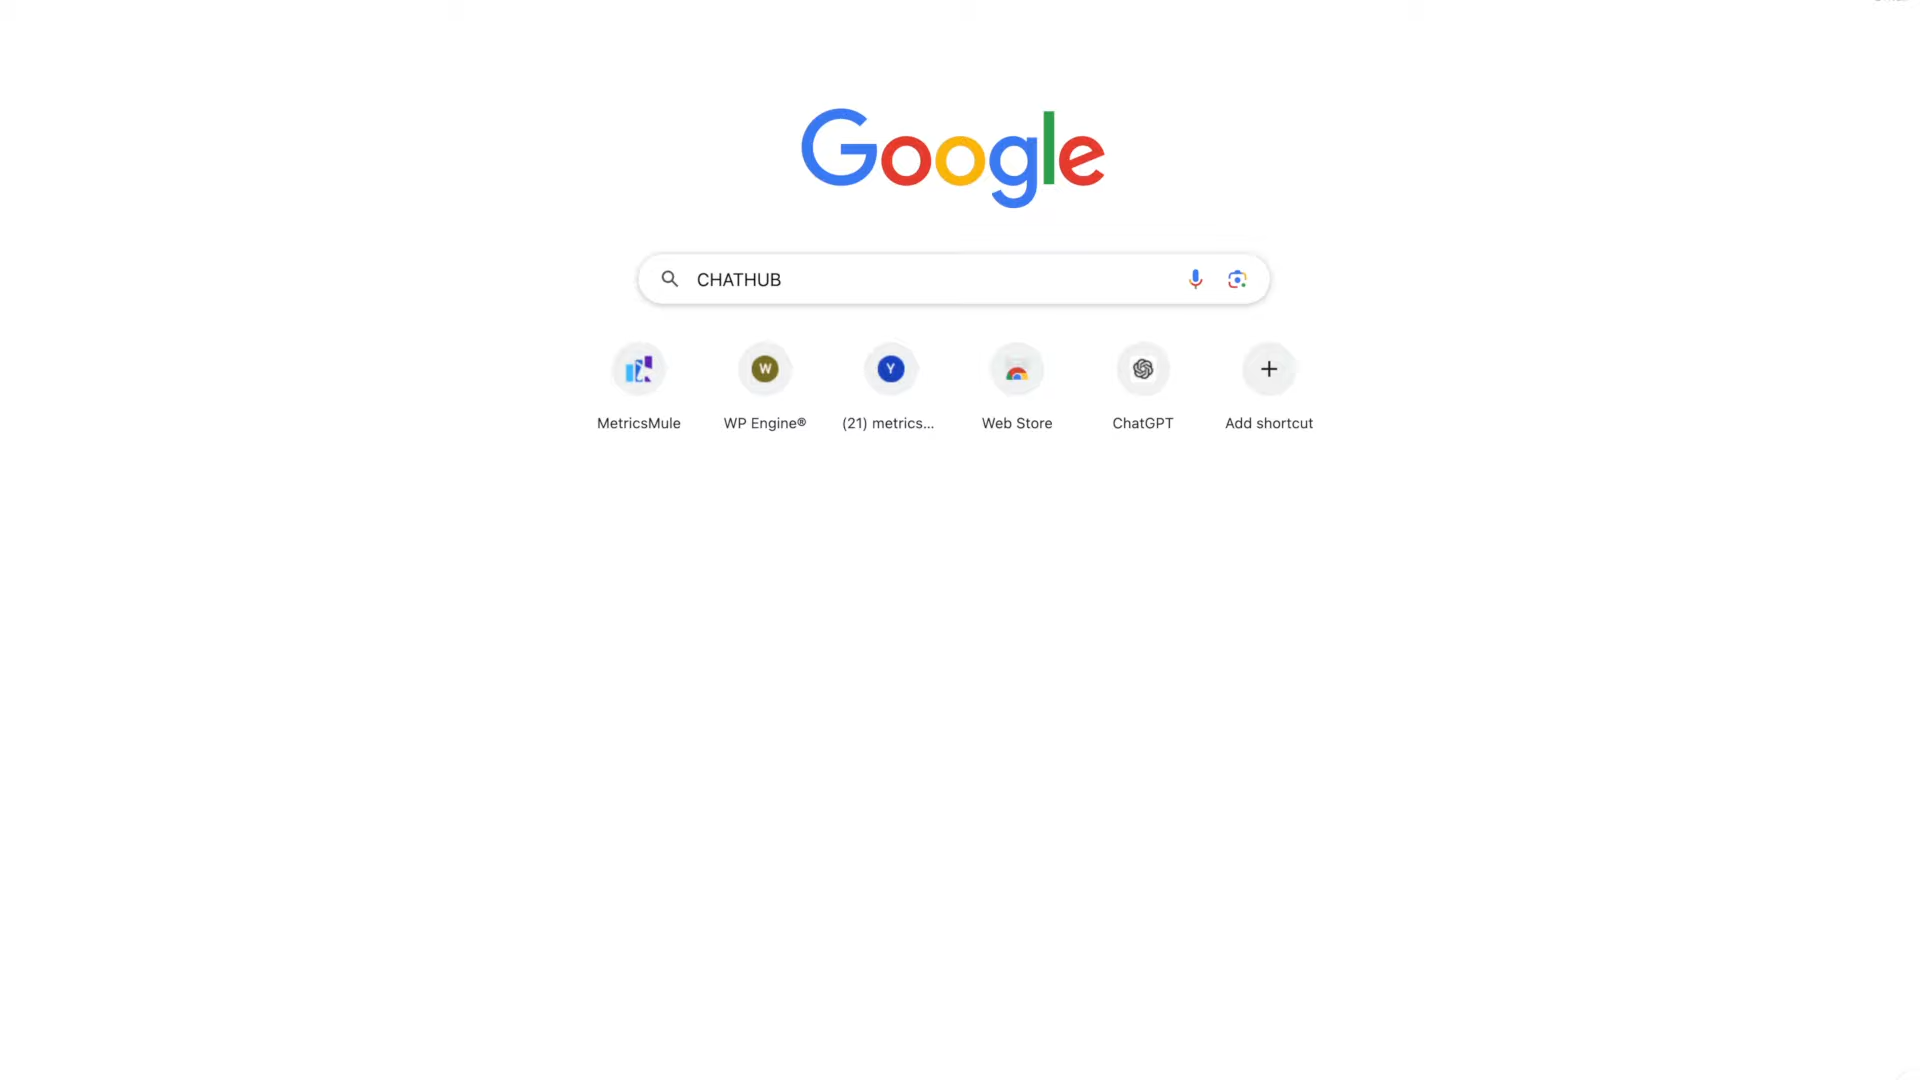 Google
CHATHUB
W
Y
MetricsMule
WP Engine®
(21) metrics...
Web Store
ChatGPT
Add shortcut